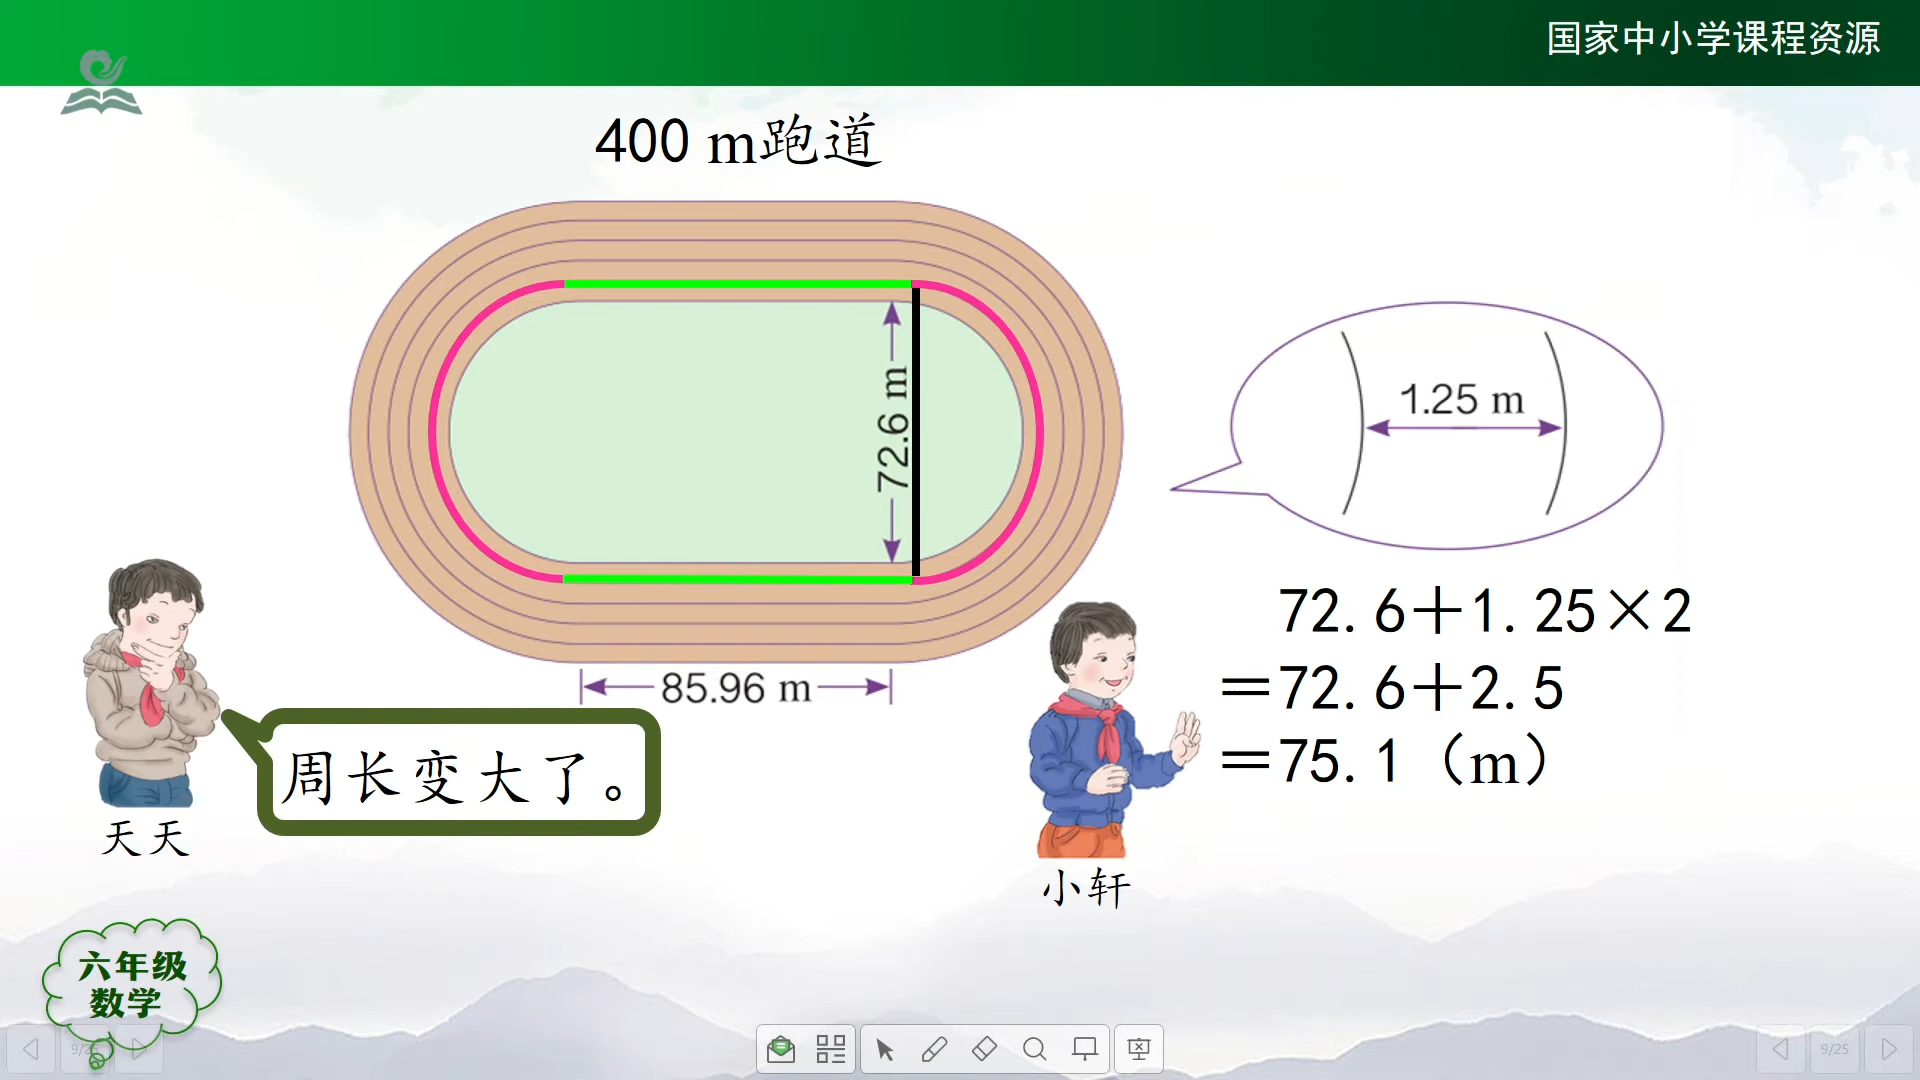 国家中小学课程资源
400 m跑道
72.6 m
1.25 m
85.96 m
72.6＋1.25×2
＝72.6＋2.5
＝75.1（m）
周长变大了。
天天
小轩
六年级
数学
9/25
9/25